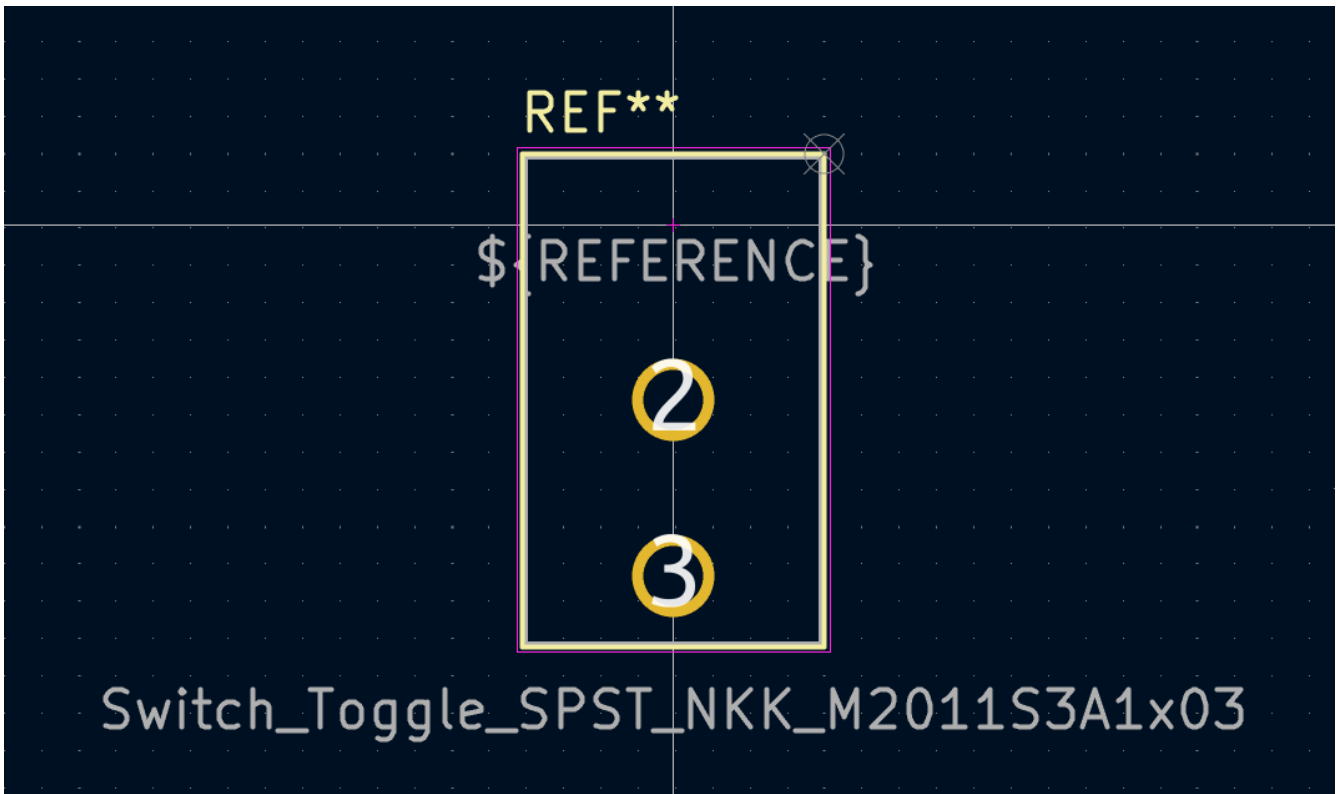 REF**
${REFERENCE}
2
3
Switch_Toggle_SPST_NKK_M2011S3A1x03